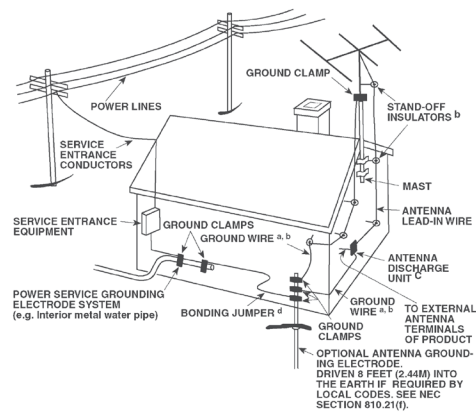 GROUND CLAMP
POWER LINES
STAND-OFF
INSULATORS b
SERVICE
ENTRANCE
CONDUCTORS
MAST
ANTENNA
LEAD-IN WIRE
SERVICE ENTRANCE
EQUIPMENT
GROUND CLAMPS
GROUND WIRE a, b
ANTENNA
DISCHARGE
UNIT C
POWER SERVICE GROUNDING
ELECTRODE SYSTEM
(e.g. Interior metal water pipe)
BONDING JUMPER d
GROUND
WIRE a, b
TO EXTERNAL
ANTENNA
TERMINALS
OF PRODUCT
GROUND
CLAMPS
OPTIONAL ANTENNA GROUND-
ING ELECTRODE.
DRIVEN 8 FEET (2.44M) INTO
THE EARTH IF REQUIRED BY
LOCAL CODES. SEE NEC
SECTION 810.21(f).